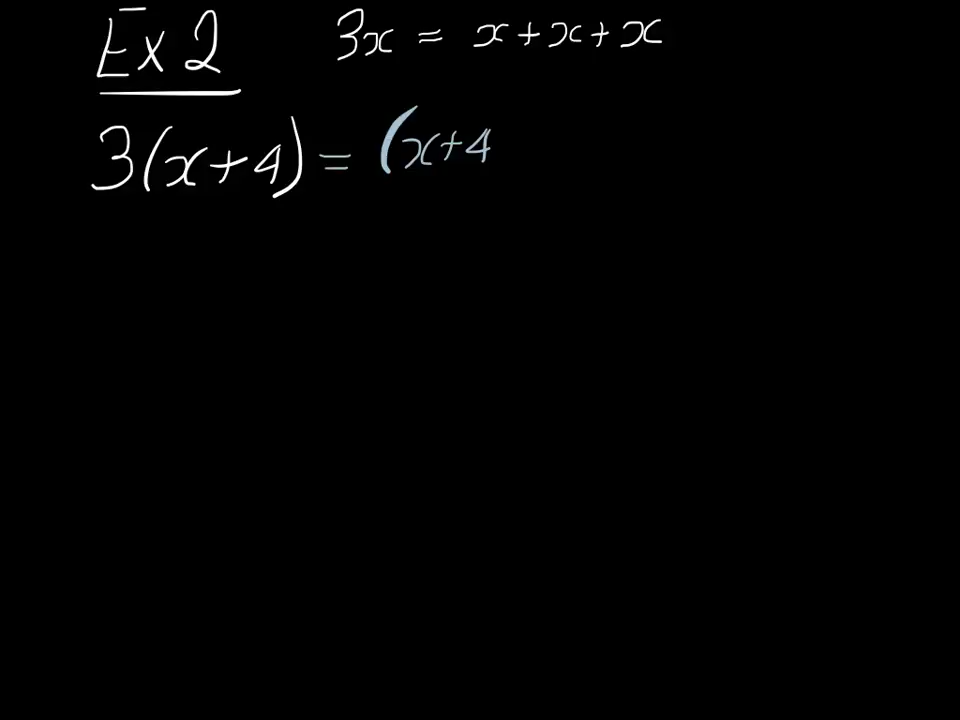 Ex 2
3x = x + x + x
3(x+4) = (x+4